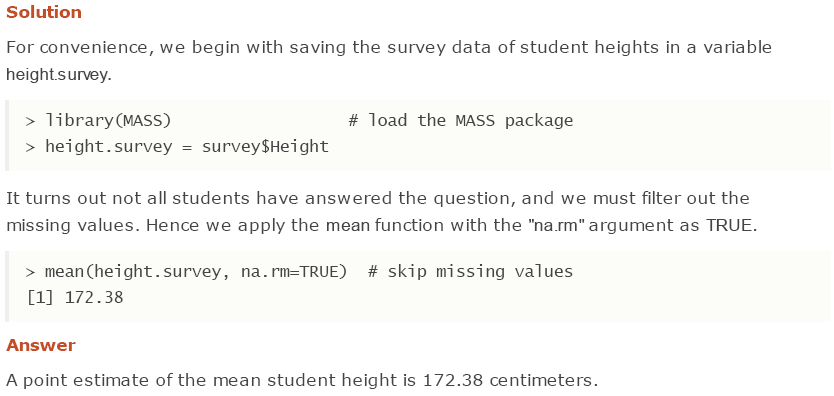 Solution
For convenience, we begin with saving the survey data of student heights in a variable
height.survey.
> library(MASS)                  # load the MASS package
> height.survey = survey$Height
It turns out not all students have answered the question, and we must filter out the
missing values. Hence we apply the mean function with the "na.rm" argument as TRUE.
> mean(height.survey, na.rm=TRUE)  # skip missing values
[1] 172.38
Answer
A point estimate of the mean student height is 172.38 centimeters.